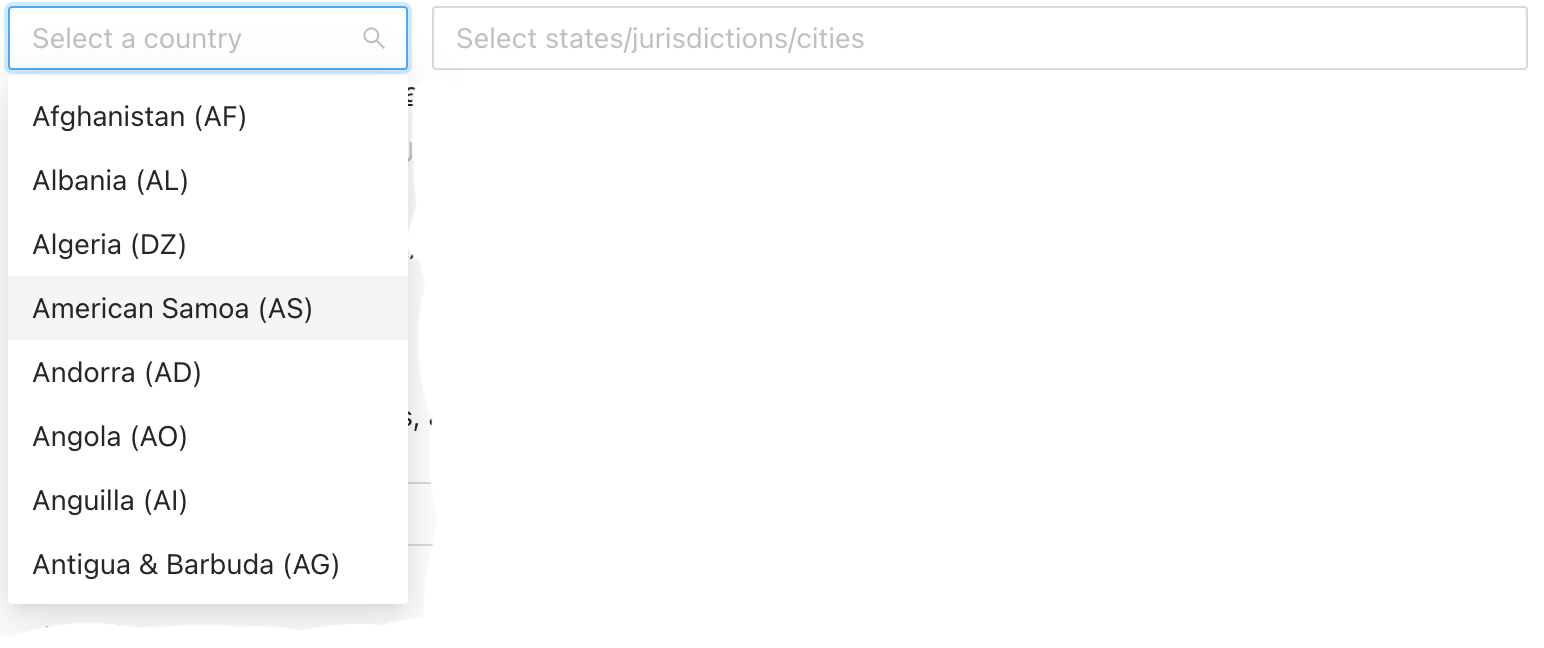 Select a country
Select states/jurisdictions/cities
Afghanistan (AF)
Albania (AL)
Algeria (DZ)
American Samoa (AS)
Andorra (AD)
Angola (AO)
Anguilla (AI)
Antigua & Barbuda (AG)